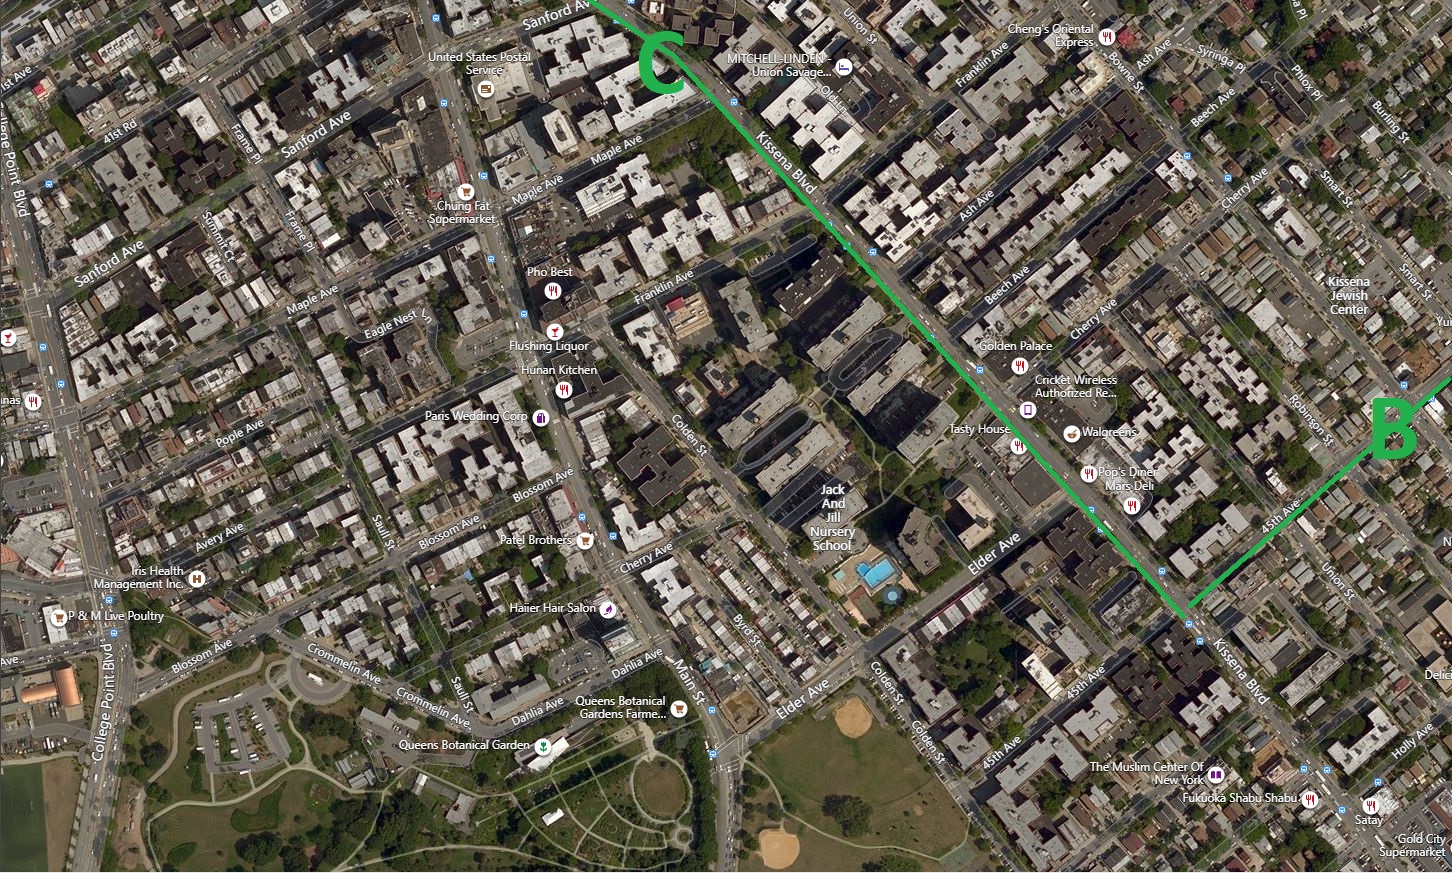 Sanford Av
C
United States Postal
Service
MITCHELL-LINDEN -
Union Savage...
Union St
Cheng's Oriental
Express
Ash Ave
Syringa Pl
Bowne St
Phlox Pl
Burling St
Beech Ave
Franklin Ave
41st Rd
Frame Pl
Sanford Ave
Maple Ave
Kissena Blvd
Maple Ave
Chung Fat
Supermarket
Ash Ave
Cherry Ave
Smart St
Summit Ct
Frame Pl
Sanford Ave
Maple Ave
Pho Best
Franklin Ave
Beech Ave
Kissena
Jewish
Center
Smart St
Eagle Nest Ln
Flushing Liquor
Cherry Ave
Golden Palace
Hunan Kitchen
Cricket Wireless
Authorized Re...
Paris Wedding Corp
Colden St
Tasty House
Walgreens
Robinson St
B
Pople Ave
Pop's Diner
Mars Deli
Blossom Ave
Jack
And
Jill
Nursery
School
45th Ave
Avery Ave
Saull St
Blossom Ave
Patel Brothers
Cherry Ave
Elder Ave
Union St
Iris Health
Management Inc.
P & M Live Poultry
Haiier Hair Salon
Byrd St
Kissena Blvd
Blossom Ave
Crommelin Ave
Dahlia Ave
Main St
Colden St
45th Ave
College Point Blvd
Crommelin Ave
Saull St
Dahlia Ave
Queens Botanical
Gardens Farme...
Elder Ave
Queens Botanical Garden
Colden St
45th Ave
Holly Ave
The Muslim Center Of
New York
Fukuoka Shabu Shabu
Satay
Gold City
Supermarket